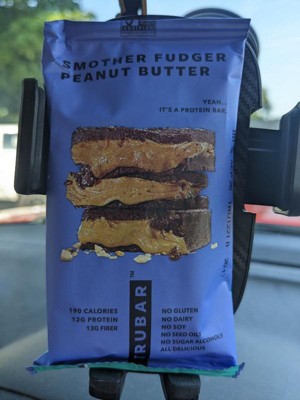 SMOTHER FUDGER
PEANUT BUTTER
YEAH...
IT'S A PROTEIN BAR
190 CALORIES
12G PROTEIN
13G FIBER
TRUBAR™
NO GLUTEN
NO DAIRY
NO SOY
NO SEED OILS
NO SUGAR ALCOHOLS
ALL DELICIOUS